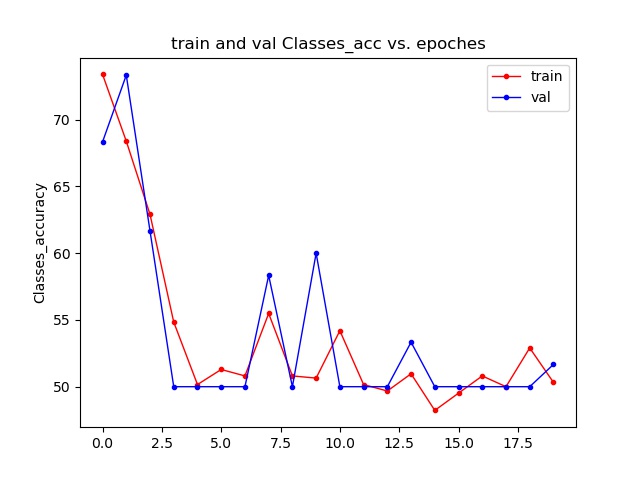 train and val Classes_acc vs. epoches
train
val
Classes_accuracy
70
65
60
55
50
0.0 2.5 5.0 7.5 10.0 12.5 15.0 17.5